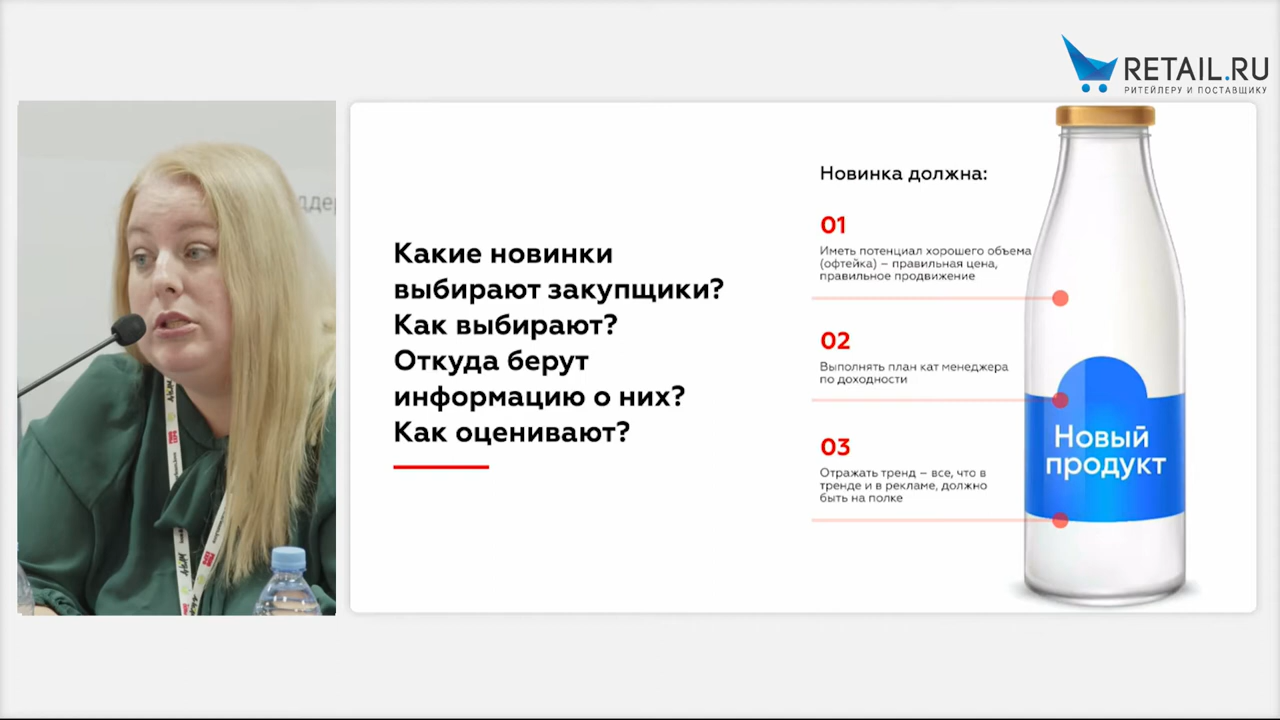 RETAIL.RU
РИТЕЙЛЕРУ И ПОСТАВЩИКУ
Какие новинки
выбирают закупщики?
Как выбирают?
Откуда берут
информацию о них?
Как оценивают?
Новинка должна:
01
Иметь потенциал хорошего объема
(офтейка) – правильная цена,
правильное продвижение
02
Выполнять план кат менеджера
по доходности
03
Отражать тренд – все, что в
тренде и в рекламе, должно
быть на полке
Новый
продукт